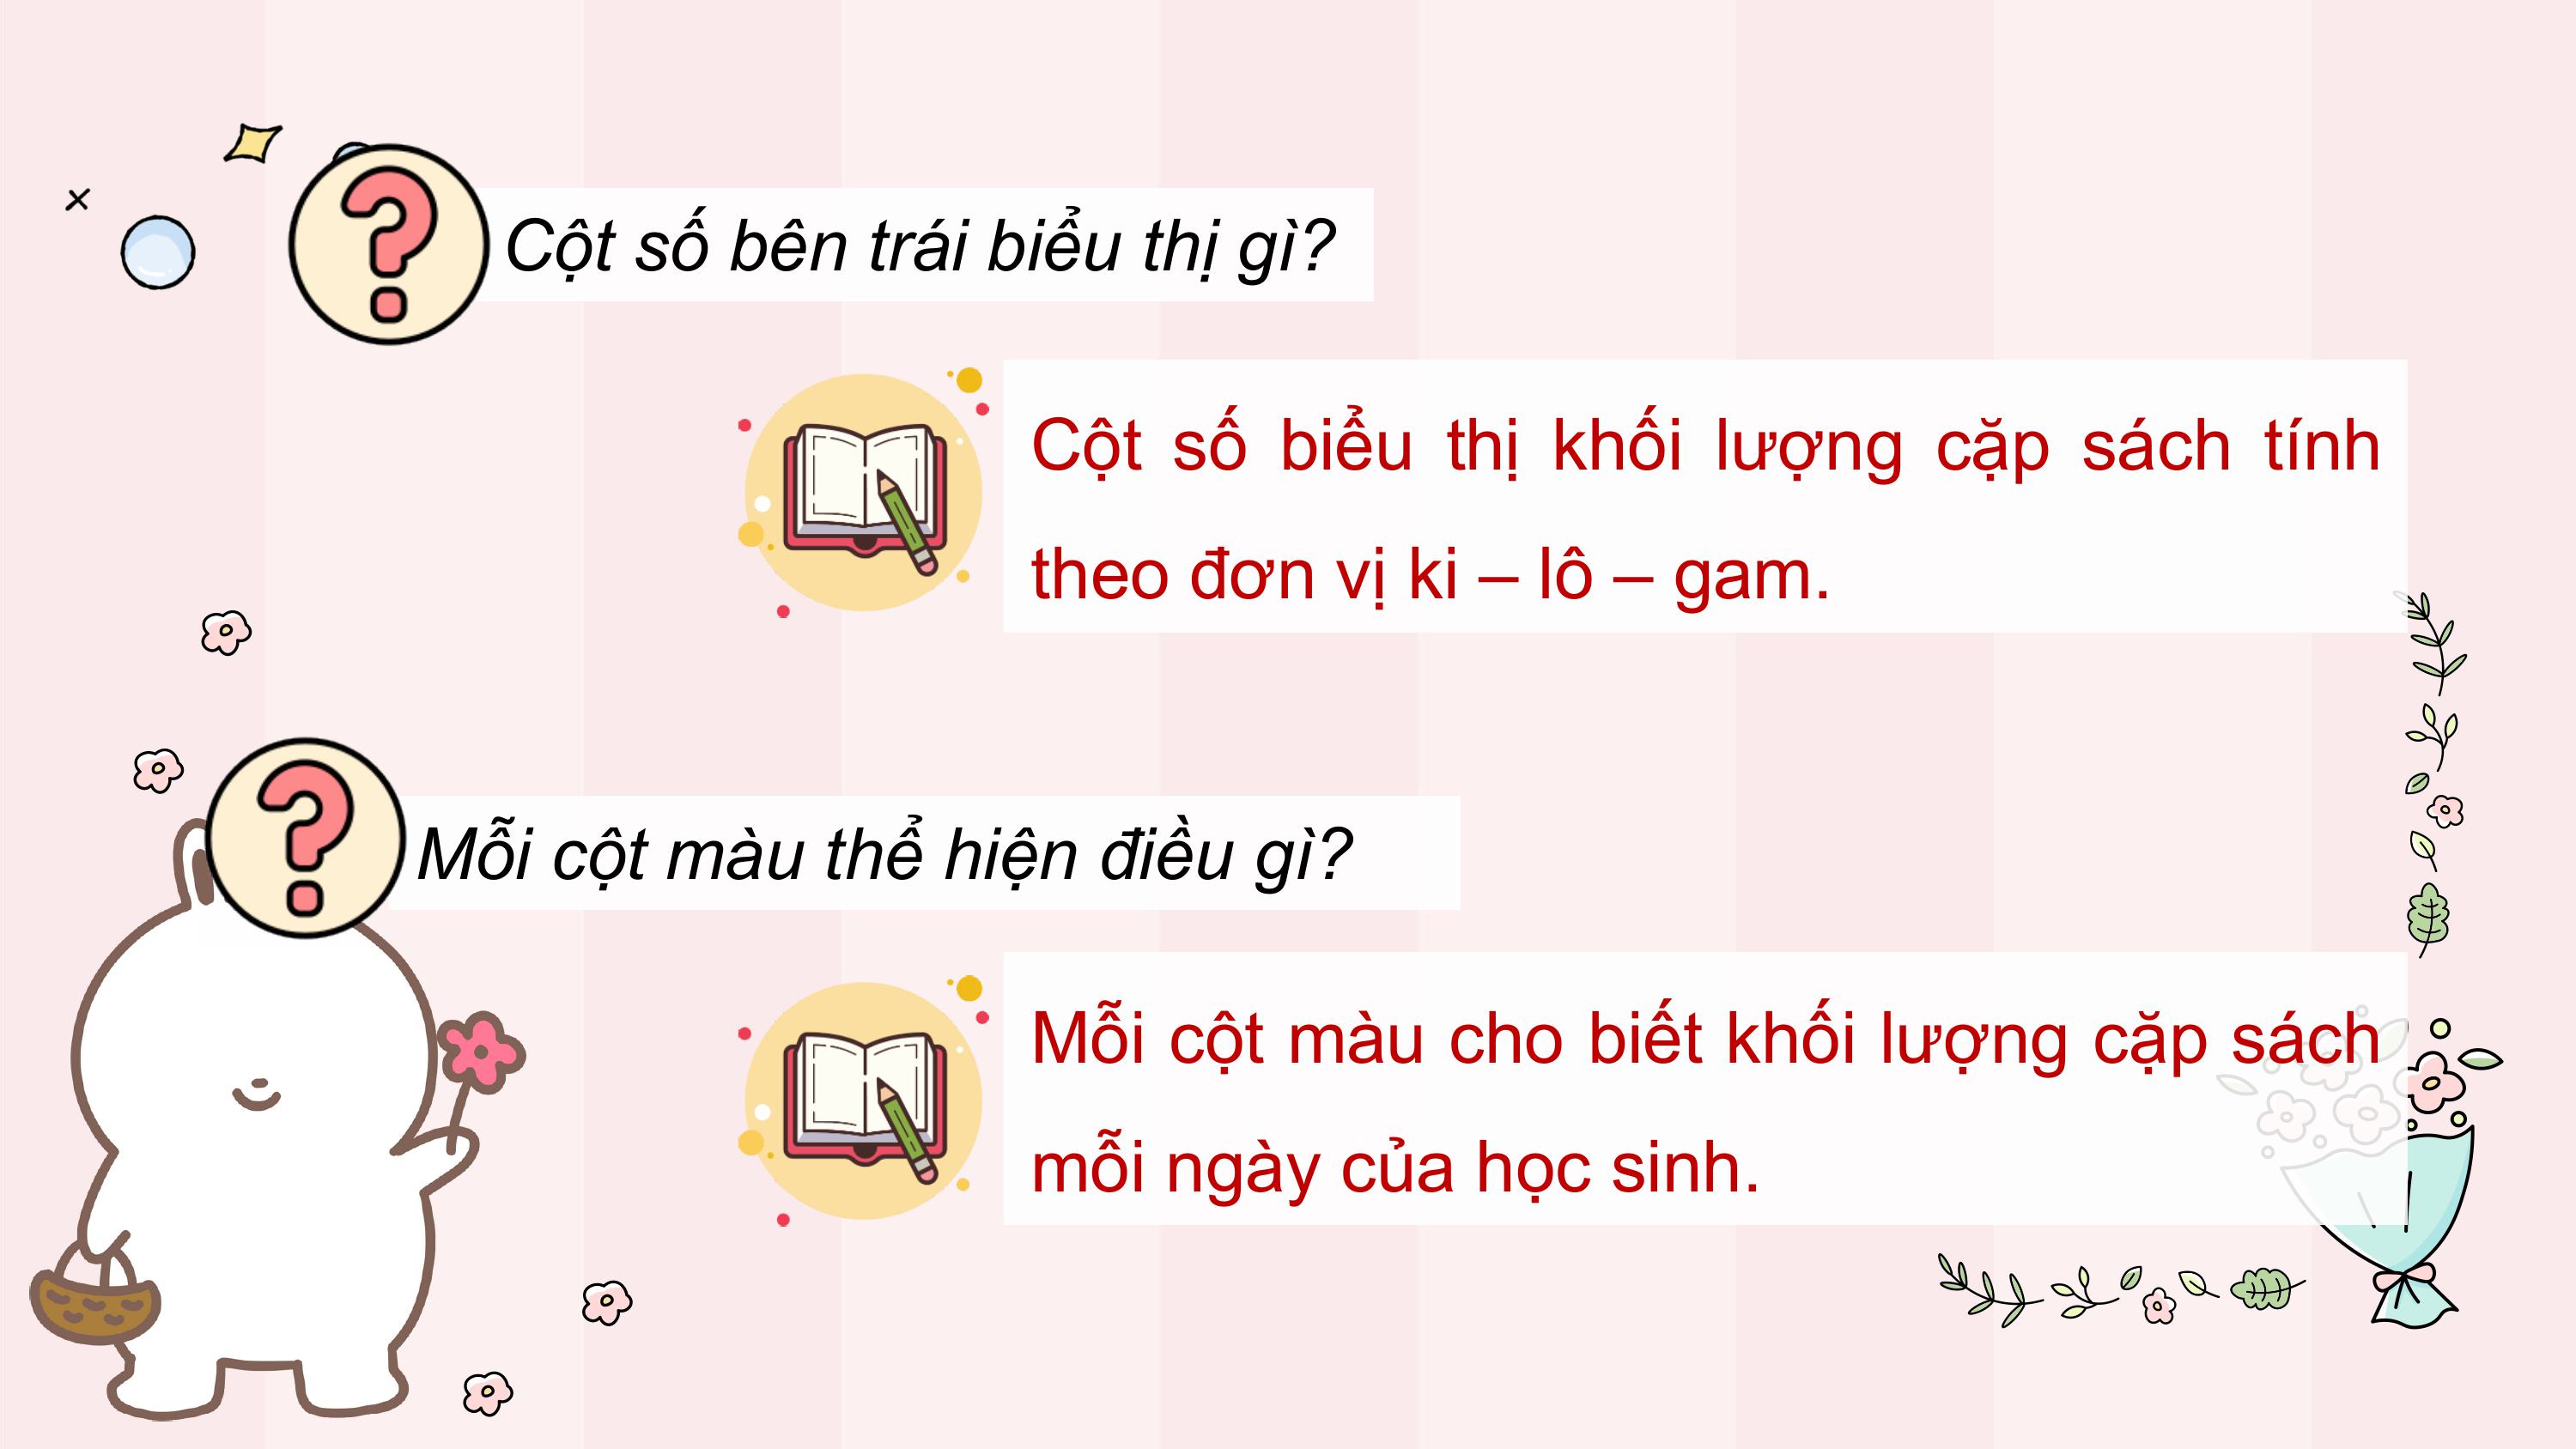 Cột số bên trái biểu thị gì?
Cột số biểu thị khối lượng cặp sách tính
theo đơn vị ki – lô – gam.
Mỗi cột màu thể hiện điều gì?
Mỗi cột màu cho biết khối lượng cặp sách
mỗi ngày của học sinh.